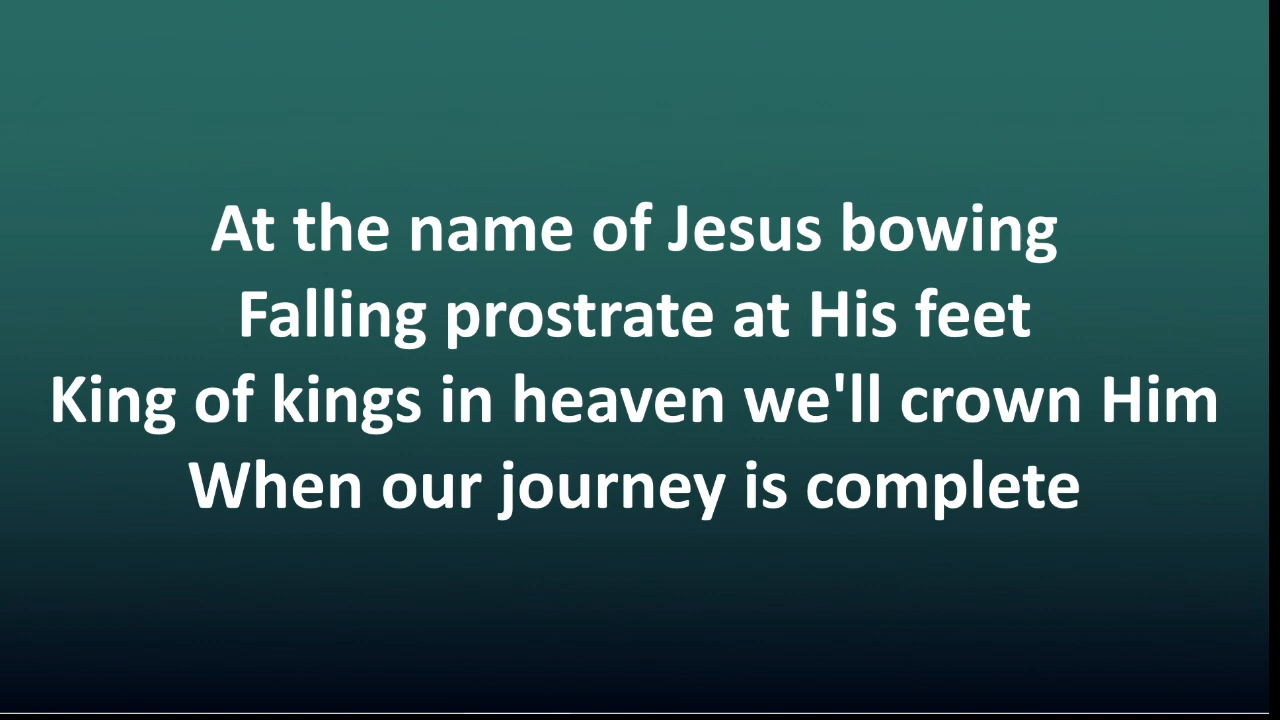 At the name of Jesus bowing
Falling prostrate at His feet
King of kings in heaven we'll crown Him
When our journey is complete